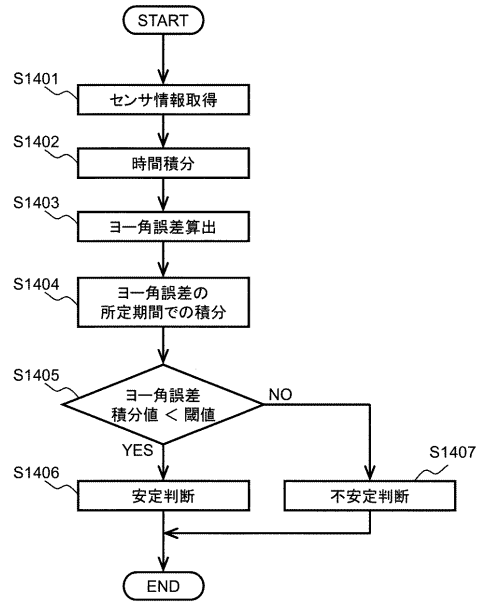 START
S1401
センサ情報取得
S1402
時間積分
S1403
ヨー角誤差算出
S1404
ヨー角誤差の
所定期間での積分
S1405
ヨー角誤差
積分値 < 閾値
NO
YES
S1406
安定判断
S1407
不安定判断
END